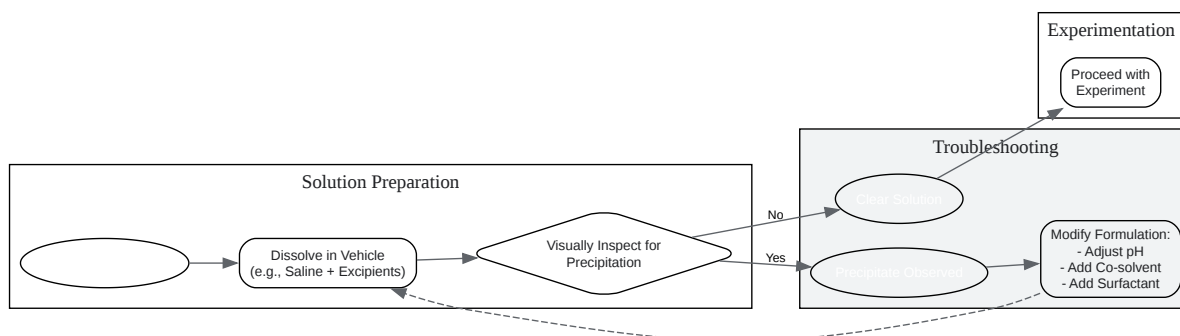 Experimentation
Proceed with
Experiment
Troubleshooting
Solution Preparation
Clear Solution
No
Visually Inspect for
Precipitation
Dissolve in Vehicle
(e.g., Saline + Excipients)
Yes
Precipitate Observed
Modify Formulation:
- Adjust pH
- Add Co-solvent
- Add Surfactant